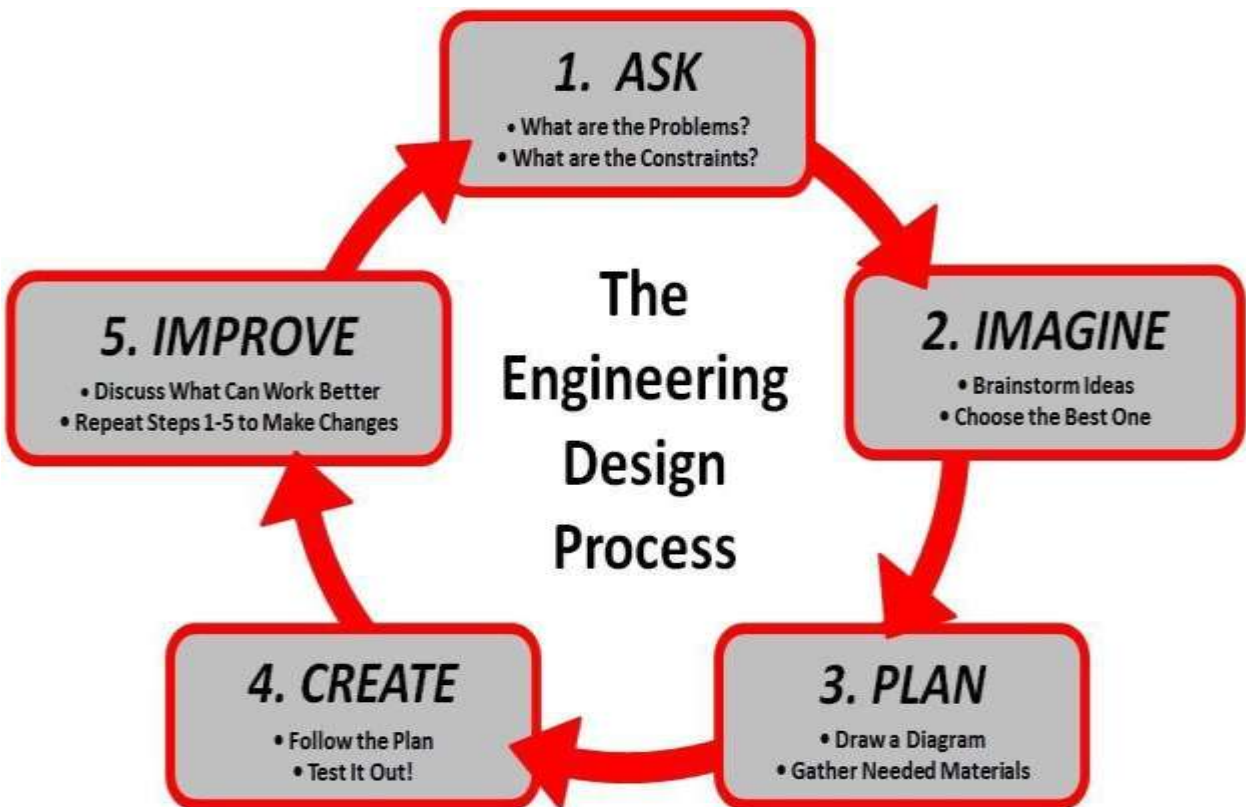 1. ASK
• What are the Problems?
• What are the Constraints?
The
Engineering
Design
Process
2. IMAGINE
• Brainstorm Ideas
• Choose the Best One
3. PLAN
• Draw a Diagram
• Gather Needed Materials
4. CREATE
• Follow the Plan
• Test It Out!
5. IMPROVE
• Discuss What Can Work Better
• Repeat Steps 1-5 to Make Changes